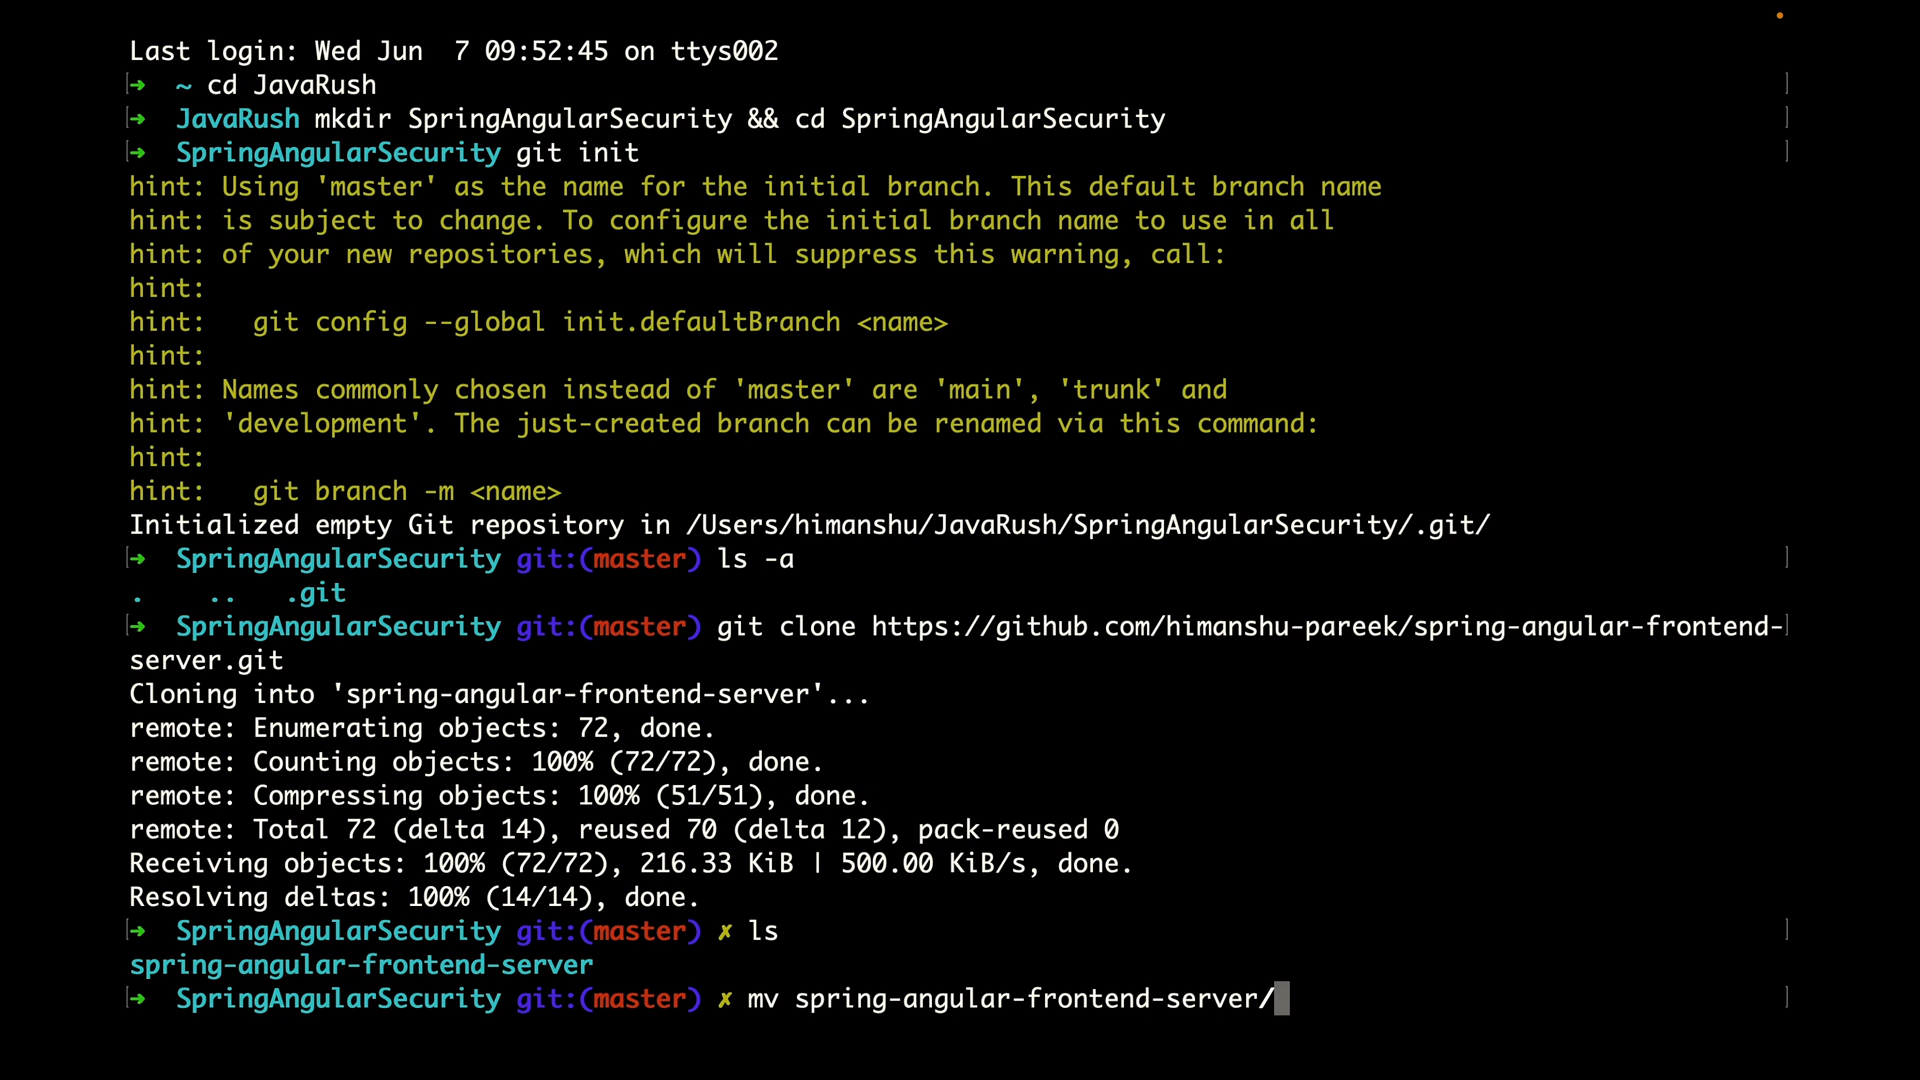 Last login: Wed Jun  7 09:52:45 on ttys002
[➜  ~ cd JavaRush ]
[➜  JavaRush mkdir SpringAngularSecurity && cd SpringAngularSecurity ]
[➜  SpringAngularSecurity git init ]
hint: Using 'master' as the name for the initial branch. This default branch name
hint: is subject to change. To configure the initial branch name to use in all
hint: of your new repositories, which will suppress this warning, call:
hint:
hint:   git config --global init.defaultBranch <name>
hint:
hint: Names commonly chosen instead of 'master' are 'main', 'trunk' and
hint: 'development'. The just-created branch can be renamed via this command:
hint:
hint:   git branch -m <name>
Initialized empty Git repository in /Users/himanshu/JavaRush/SpringAngularSecurity/.git/
[➜  SpringAngularSecurity git:(master) ls -a ]
.    ..   .git
[➜  SpringAngularSecurity git:(master) git clone https://github.com/himanshu-pareek/spring-angular-frontend-]
server.git
Cloning into 'spring-angular-frontend-server'...
remote: Enumerating objects: 72, done.
remote: Counting objects: 100% (72/72), done.
remote: Compressing objects: 100% (51/51), done.
remote: Total 72 (delta 14), reused 70 (delta 12), pack-reused 0
Receiving objects: 100% (72/72), 216.33 KiB | 500.00 KiB/s, done.
Resolving deltas: 100% (14/14), done.
[➜  SpringAngularSecurity git:(master) ✗ ls ]
spring-angular-frontend-server
[➜  SpringAngularSecurity git:(master) ✗ mv spring-angular-frontend-server/ ]